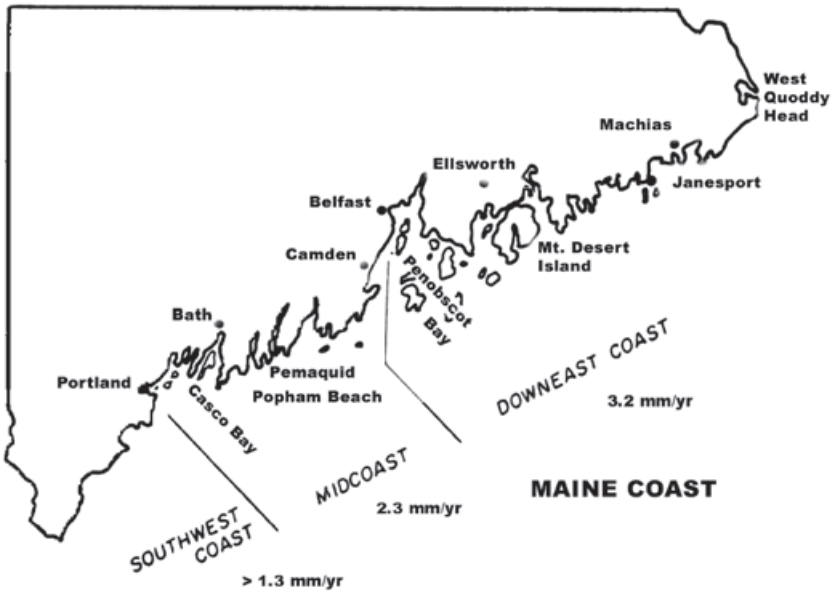 West
Quoddy
Head
Machias
Ellsworth
Janesport
Belfast
Mt. Desert
Island
Camden
Penobscot
Bay
Bath
DOWNEAST COAST
3.2 mm/yr
Pemaquid
Popham Beach
Portland
Casco Bay
MIDCOAST
2.3 mm/yr
MAINE COAST
SOUTHWEST
COAST
> 1.3 mm/yr